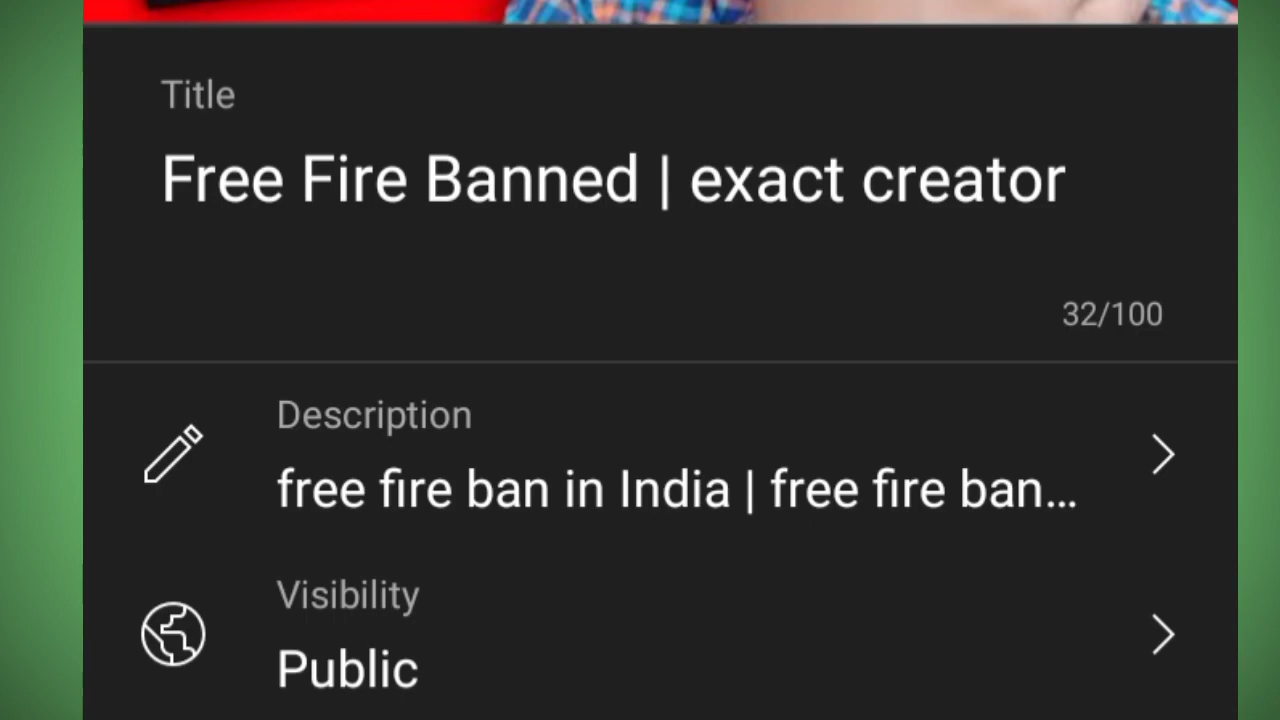 Title
Free Fire Banned | exact creator
32/100
Description
free fire ban in India | free fire ban...
Visibility
Public